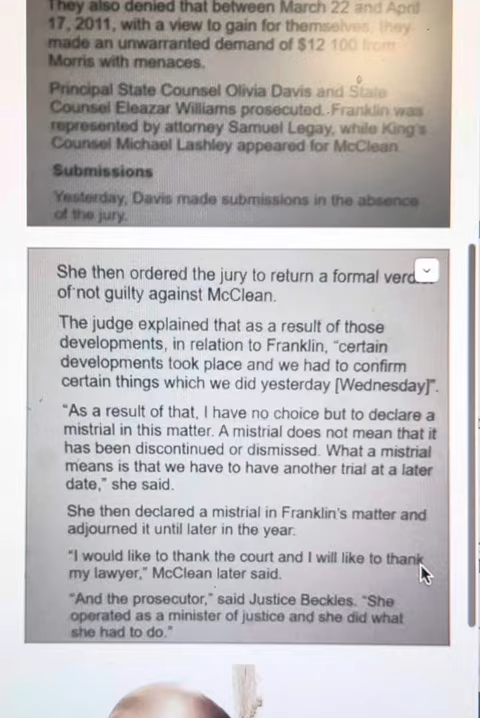 They also denied that between March 22 and April
17, 2011, with a view to gain for themselves, they
made an unwarranted demand of $12 100 from
Morris with menaces.
Principal State Counsel Olivia Davis and State
Counsel Eleazar Williams prosecuted. Franklin was
represented by attorney Samuel Legay, while King's
Counsel Michael Lashley appeared for McClean
Submissions
Yesterday, Davis made submissions in the absence
of the jury.
She then ordered the jury to return a formal verd
of not guilty against McClean.
The judge explained that as a result of those
developments, in relation to Franklin, "certain
developments took place and we had to confirm
certain things which we did yesterday [Wednesday]".
"As a result of that, I have no choice but to declare a
mistrial in this matter. A mistrial does not mean that it
has been discontinued or dismissed. What a mistrial
means is that we have to have another trial at a later
date," she said.
She then declared a mistrial in Franklin's matter and
adjourned it until later in the year.
"I would like to thank the court and I will like to thank
my lawyer," McClean later said.
"And the prosecutor," said Justice Beckles. "She
operated as a minister of justice and she did what
she had to do."